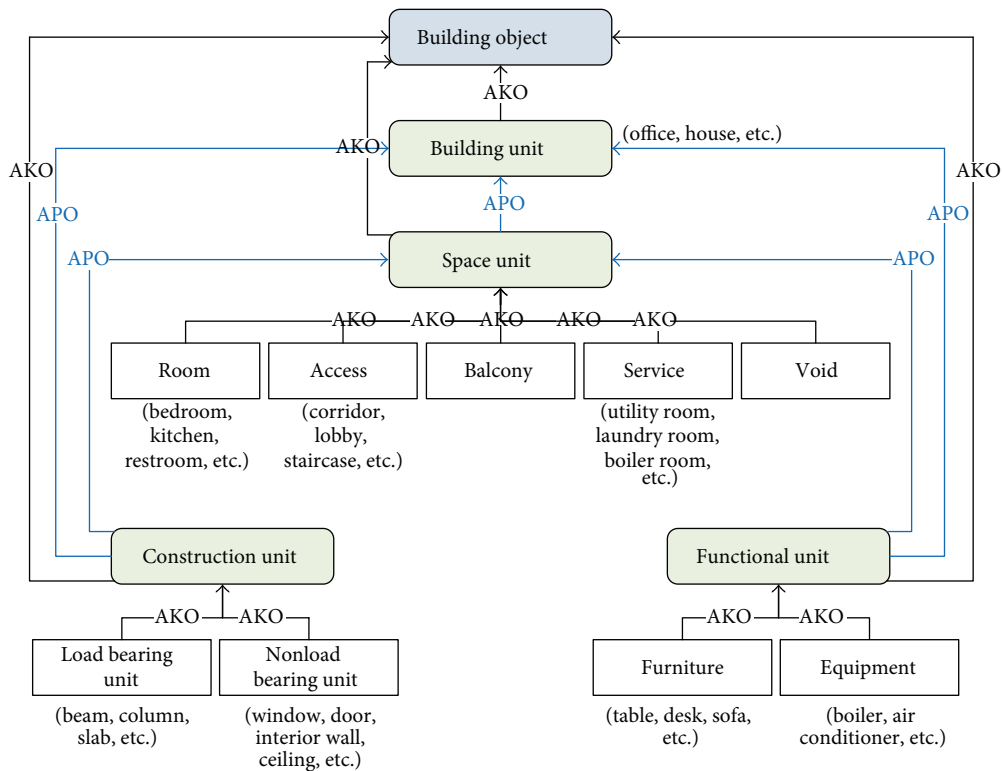 Building object
AKO
Building unit
(office, house, etc.)
AKO
AKO
AKO
APO
APO
APO
APO
Space unit
APO
AKO
AKO
AKO
AKO
AKO
Room
Access
Balcony
Service
Void
(bedroom,
kitchen,
restroom, etc.)
(corridor,
lobby,
staircase, etc.)
(utility room,
laundry room,
boiler room,
etc.)
Construction unit
Functional unit
AKO
AKO
AKO
AKO
Load bearing
unit
Nonload
bearing unit
Furniture
Equipment
(beam, column,
slab, etc.)
(window, door,
interior wall,
ceiling, etc.)
(table, desk, sofa,
etc.)
(boiler, air
conditioner, etc.)